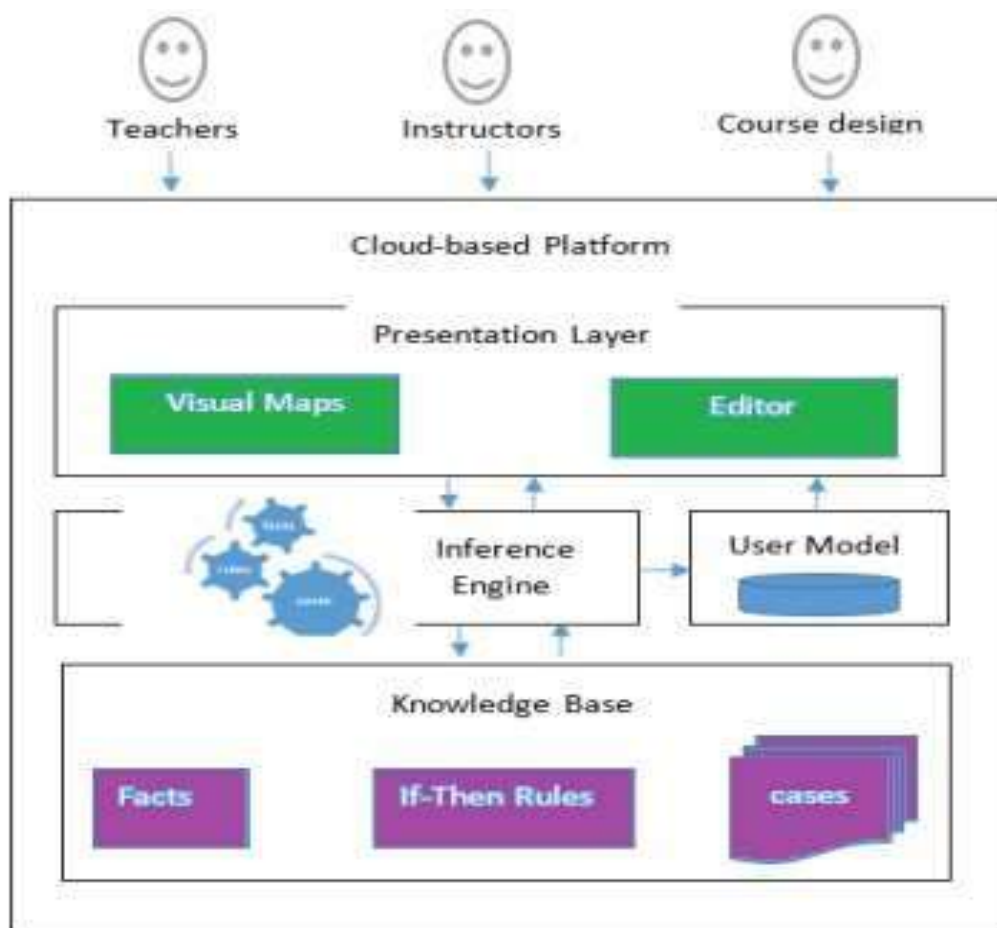 Teachers
Instructors
Course design
Cloud-based Platform
Presentation Layer
Visual Maps
Editor
Inference
Engine
User Model
Knowledge Base
Facts
If-Then Rules
cases